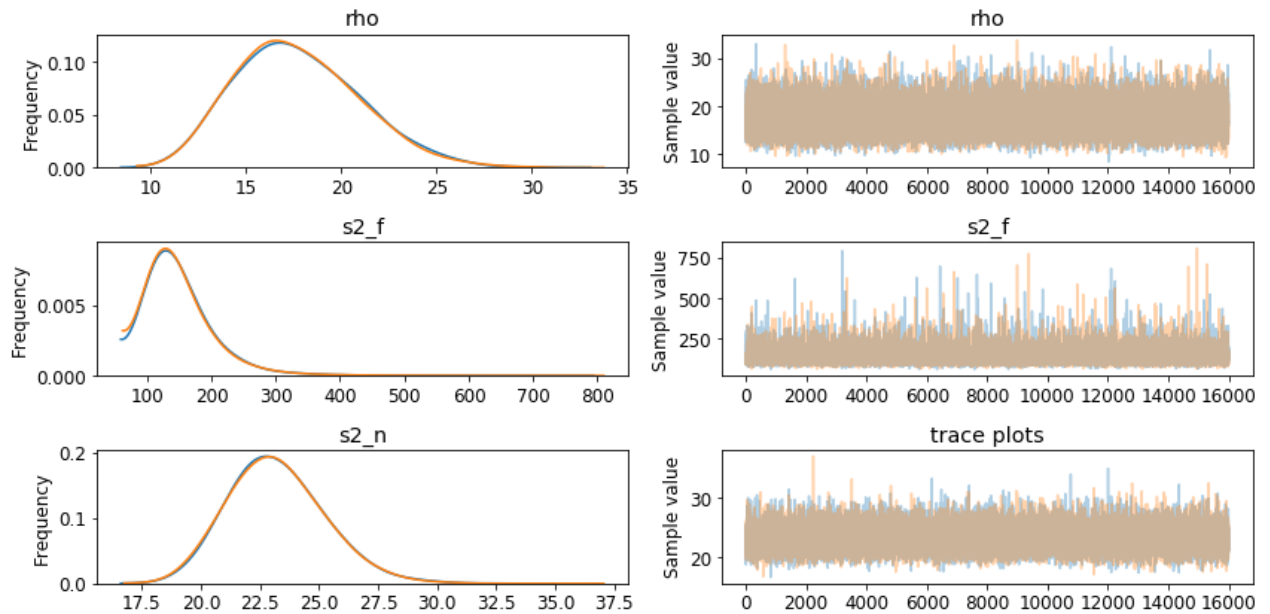 rho
Frequency
0.10
0.05
0.00
10 15 20 25 30 35
rho
Sample value
30
20
10
0 2000 4000 6000 8000 10000 12000 14000 16000
s2_f
Frequency
0.005
0.000
100 200 300 400 500 600 700 800
s2_f
Sample value
750
500
250
0 2000 4000 6000 8000 10000 12000 14000 16000
s2_n
Frequency
0.2
0.1
0.0
17.5 20.0 22.5 25.0 27.5 30.0 32.5 35.0 37.5
trace plots
Sample value
30
20
0 2000 4000 6000 8000 10000 12000 14000 16000